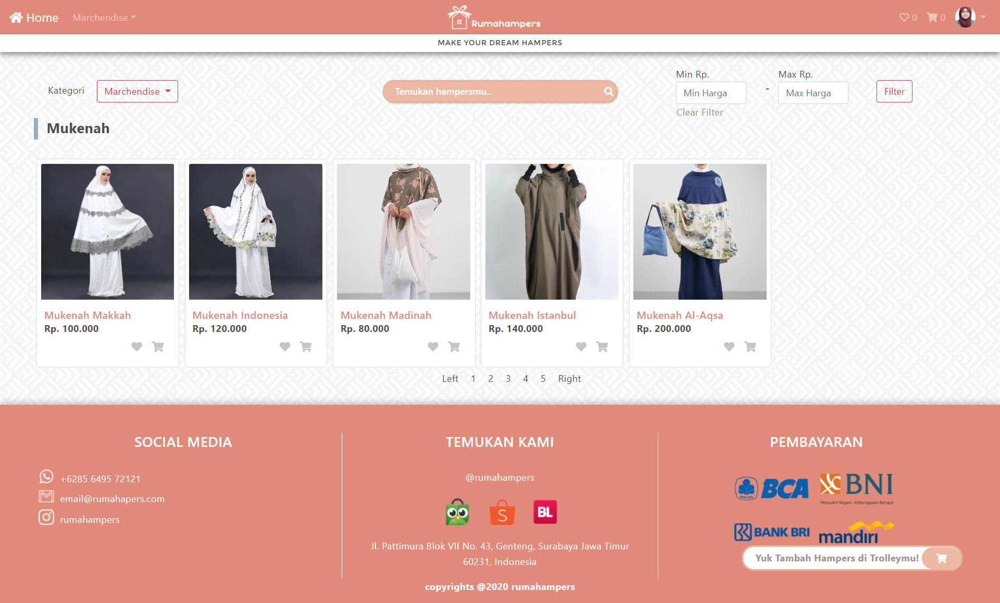 Home Marchendise Rumahampers 0 0
MAKE YOUR DREAM HAMPERS
Min Rp. Max Rp.
Kategori Marchendise Temukan hampersmu.. Min Harga - Max Harga Filter
Clear Filter
Mukenah
Mukenah Makkah Mukenah Indonesia Mukenah Madinah Mukenah Istanbul Mukenah Al-Aqsa
Rp. 100.000 Rp. 120.000 Rp. 80.000 Rp. 140.000 Rp. 200.000
Left 1 2 3 4 5 Right
SOCIAL MEDIA
+6285 6495 72121
email@rumahapers.com
rumahampers
TEMUKAN KAMI
@rumahampers
S BL
Jl. Pattimura Blok VII No. 43, Genteng, Surabaya Jawa Timur
60231, Indonesia
PEMBAYARAN
BCA BNI
Melayani Negeri, Kebanggaan Bangsa
BANK BRI mandiri
Yuk Tambah Hampers di Trolleymu!
copyrights @2020 rumahampers